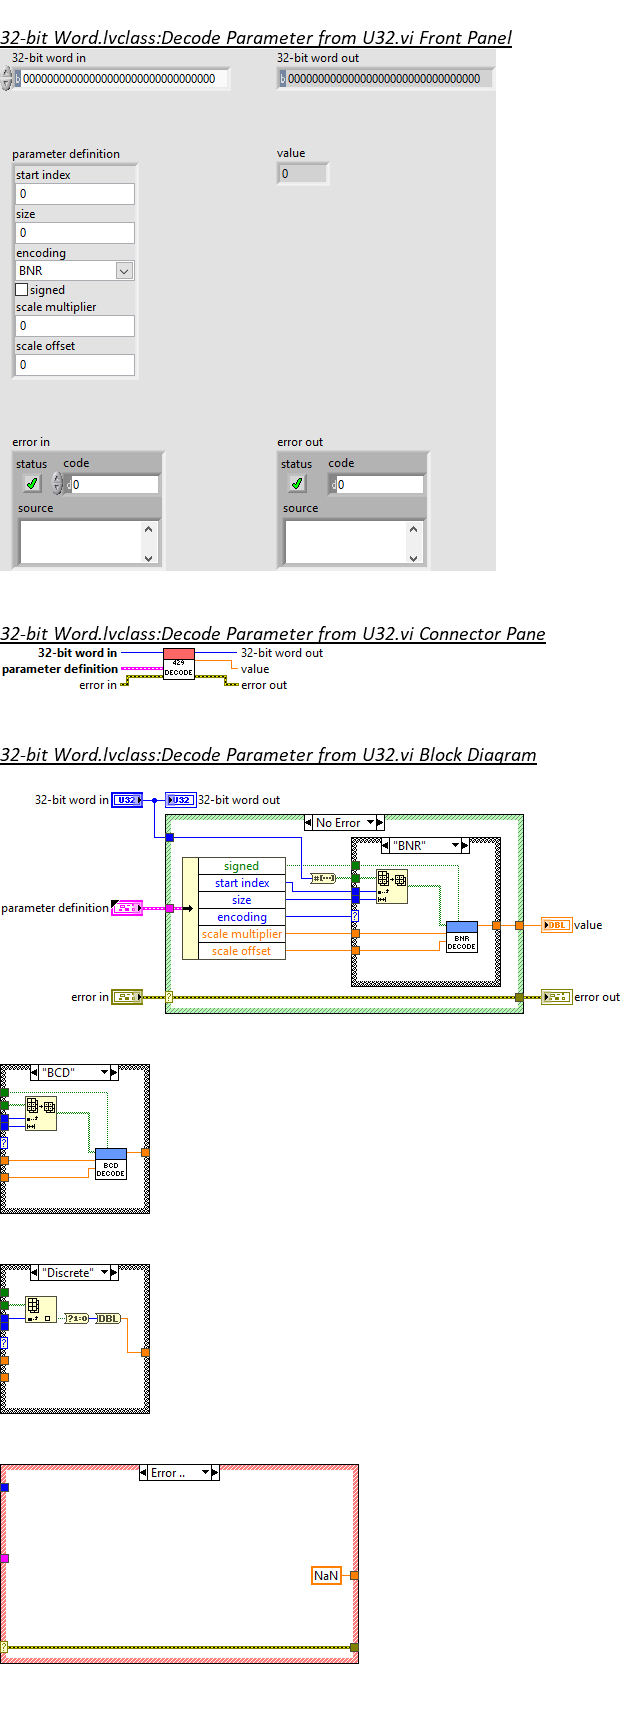 32-bit Word.lvclass:Decode Parameter from U32.vi Front Panel
32-bit word in
32-bit word out
b 00000000000000000000000000000000
b 00000000000000000000000000000000
parameter definition
value
start index
0
0
size
0
encoding
BNR
signed
scale multiplier
0
scale offset
0
error in
error out
status code
status code
d 0
d 0
source
source
32-bit Word.lvclass:Decode Parameter from U32.vi Connector Pane
32-bit word in
32-bit word out
parameter definition
value
error in
error out
429
DECODE
32-bit Word.lvclass:Decode Parameter from U32.vi Block Diagram
32-bit word in
U32
U32
32-bit word out
No Error
"BNR"
signed
start index
size
encoding
scale multiplier
scale offset
#[...]
parameter definition
?
BNR
DECODE
DBL
value
error in
?
error out
"BCD"
?
BCD
DECODE
"Discrete"
?1:0
DBL
?
Error ..
NaN
?